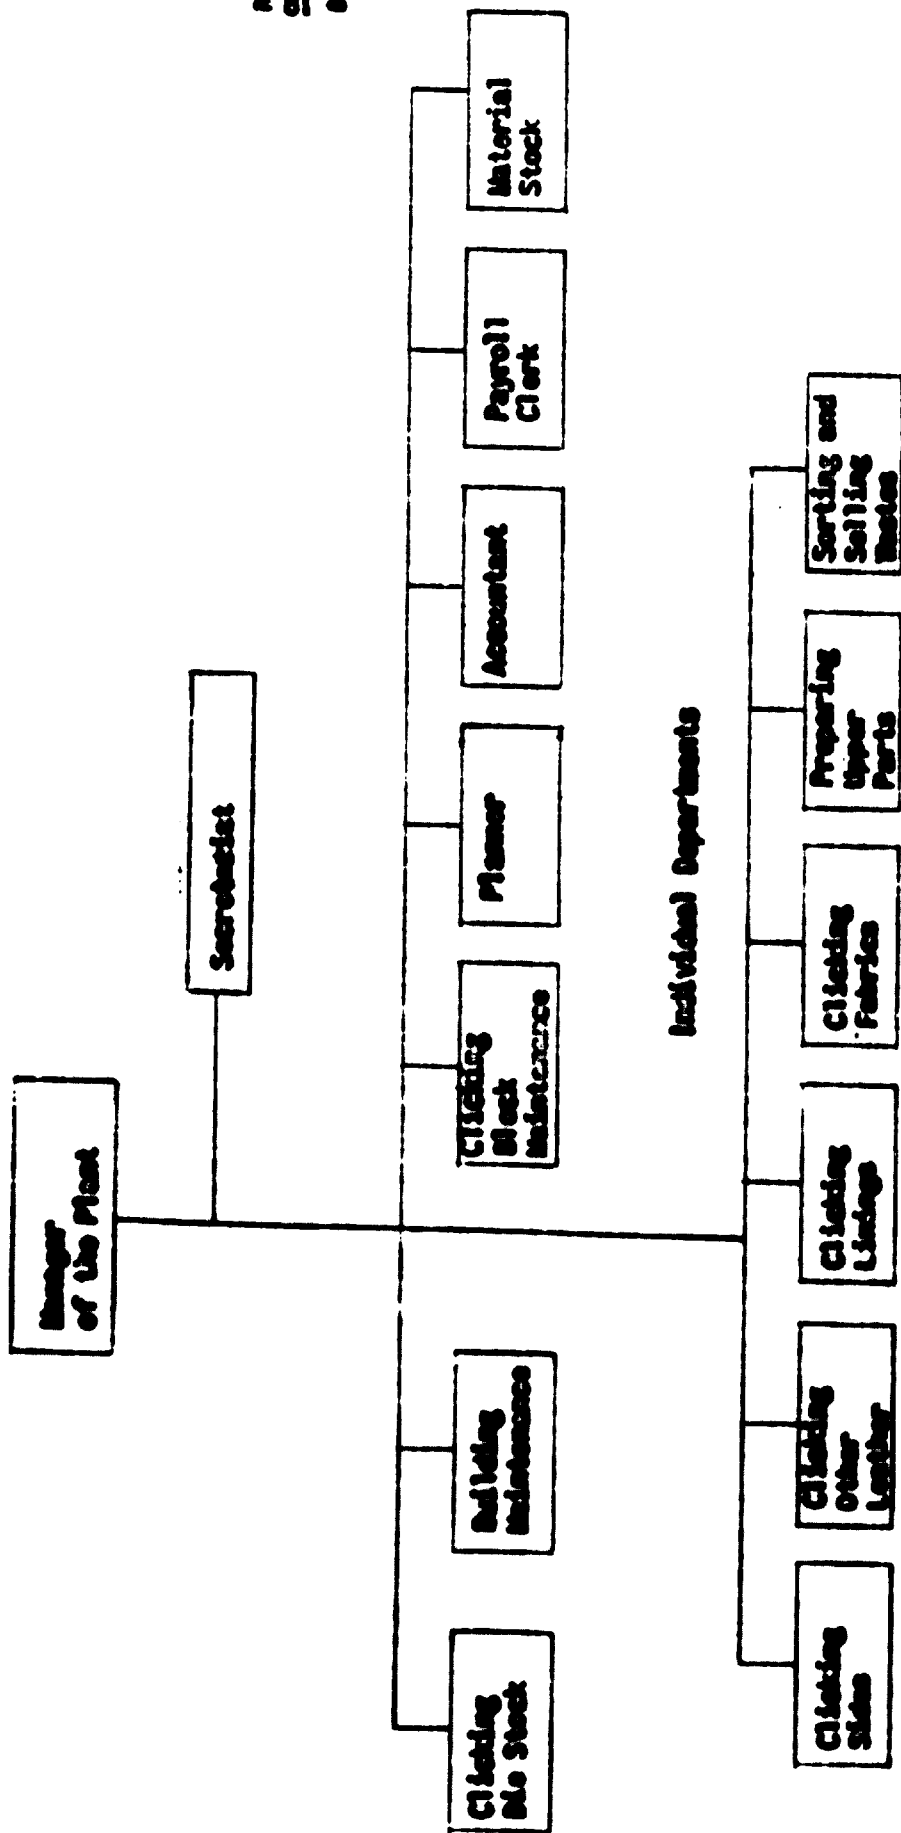 Manager
of the Plant
Clicking
Die Stock
Building
Maintenance
Clicking
Block
Maintenance
Planner
Accountant
Payroll
Clerk
Material
Stock
Individual Departments
Clicking
Sides
Clicking
Other
Leather
Clicking
Linings
Clicking
Fabrics
Preparing
Upper
Parts
Sorting and
Selling
Wastes